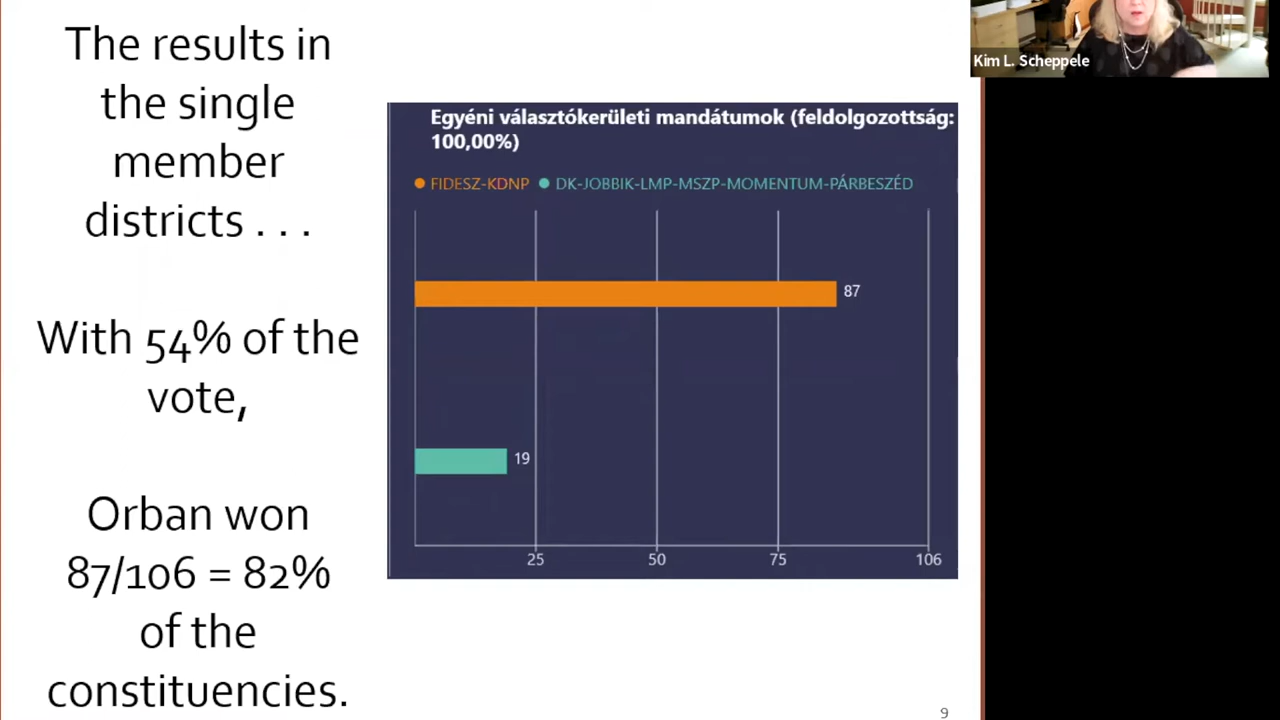 The results in
the single
member
districts . . .
With 54% of the
vote,
Orban won
87/106 = 82%
of the
constituencies.
Egyéni választókerületi mandátumok (feldolgozottság:
100,00%)
FIDESZ-KDNP DK-JOBBIK-LMP-MSZP-MOMENTUM-PÁRBESZÉD
87
19
25 50 75 106
9
Kim L. Scheppele